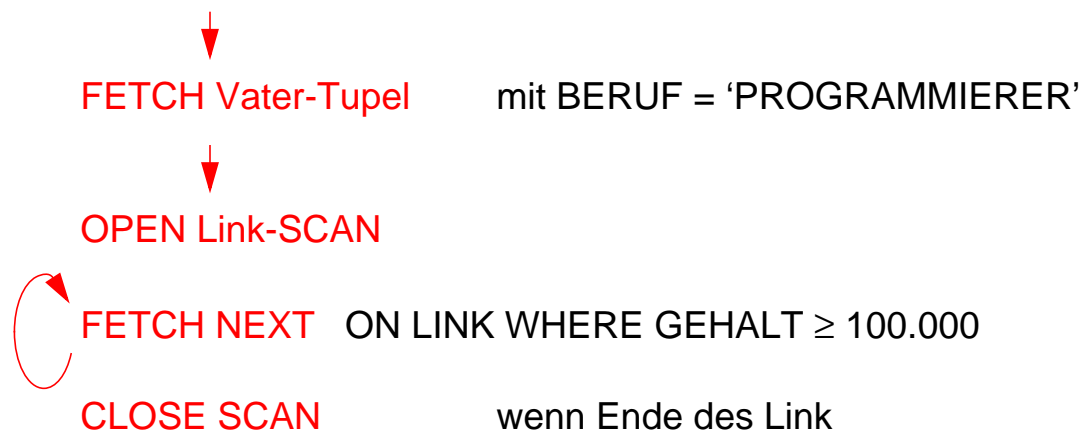 FETCH Vater-Tupel mit BERUF = ‘PROGRAMMIERER’
OPEN Link-SCAN
FETCH NEXT ON LINK WHERE GEHALT ≥ 100.000
CLOSE SCAN wenn Ende des Link